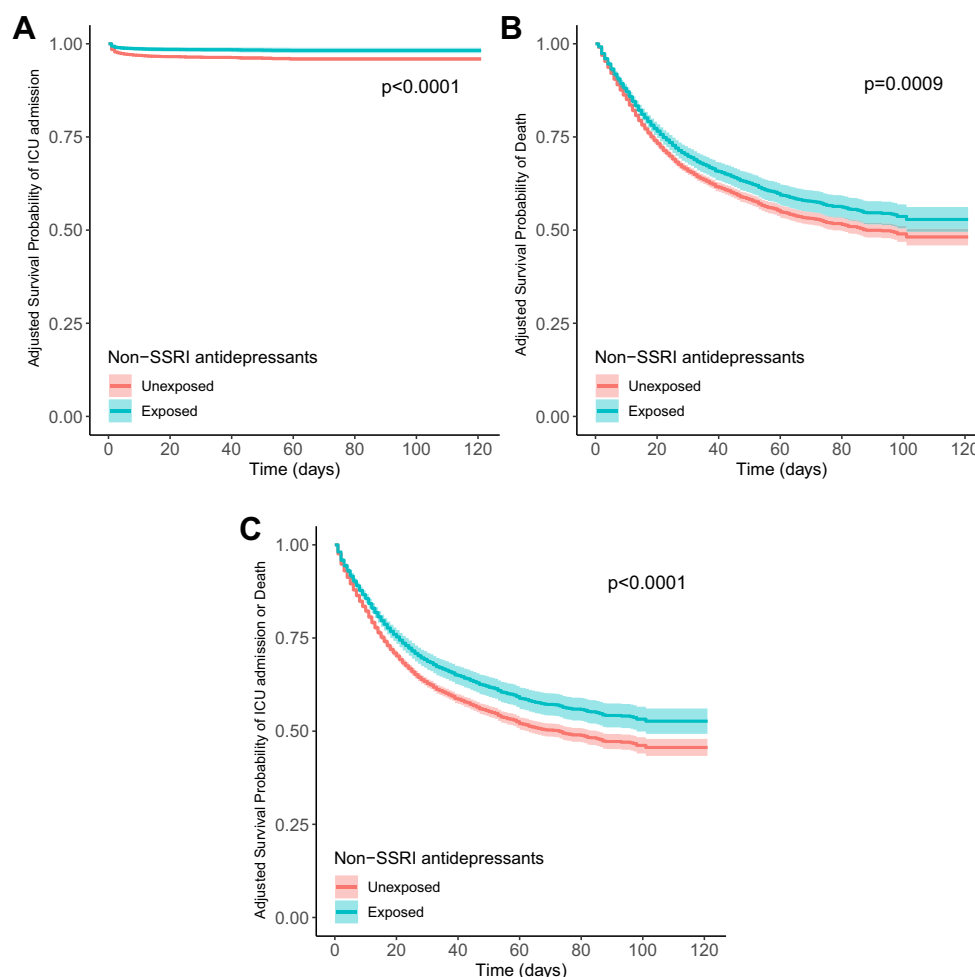 A
Adjusted Survival Probability of ICU admission
1.00
0.75
0.50
0.25
0.00
p<0.0001
Non−SSRI antidepressants
Unexposed
Exposed
0 20 40 60 80 100 120
Time (days)
B
Adjusted Survival Probability of Death
1.00
0.75
0.50
0.25
0.00
p=0.0009
Non−SSRI antidepressants
Unexposed
Exposed
0 20 40 60 80 100 120
Time (days)
C
Adjusted Survival Probability of ICU admission or Death
1.00
0.75
0.50
0.25
0.00
p<0.0001
Non−SSRI antidepressants
Unexposed
Exposed
0 20 40 60 80 100 120
Time (days)